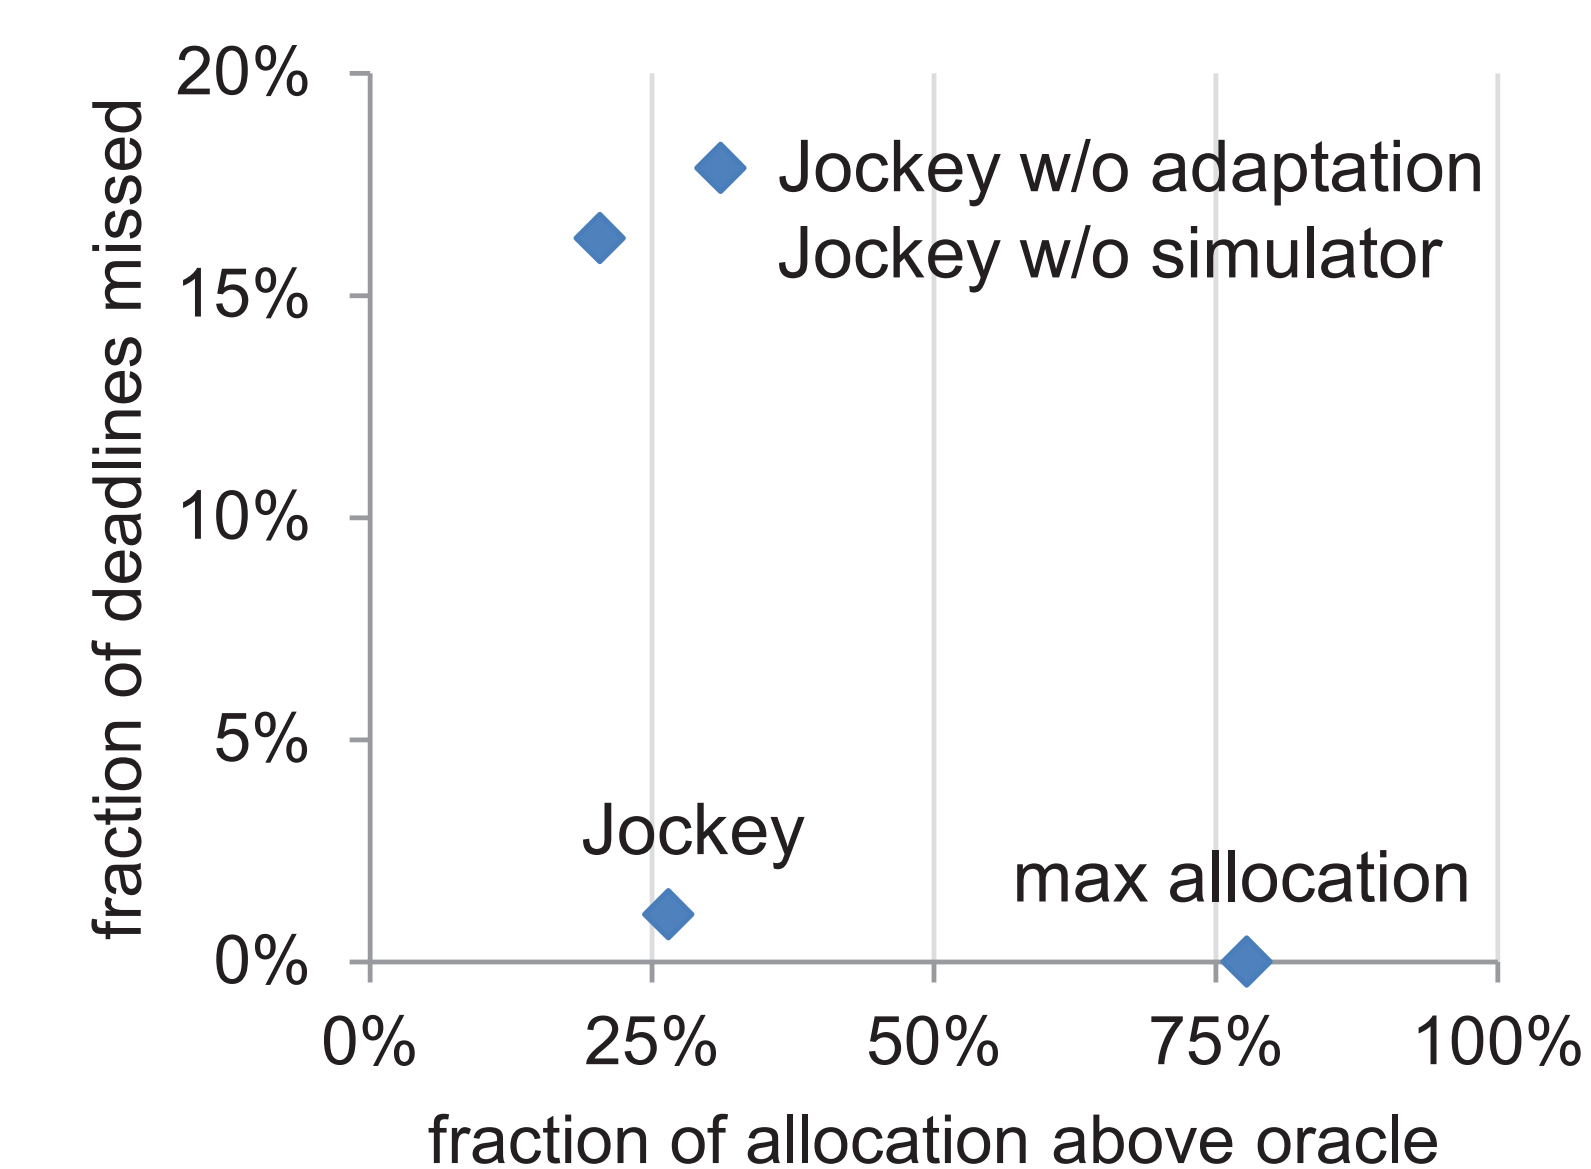 fraction of deadlines missed
20%
15%
10%
5%
0%
Jockey w/o adaptation
Jockey w/o simulator
Jockey
max allocation
0% 25% 50% 75% 100%
fraction of allocation above oracle